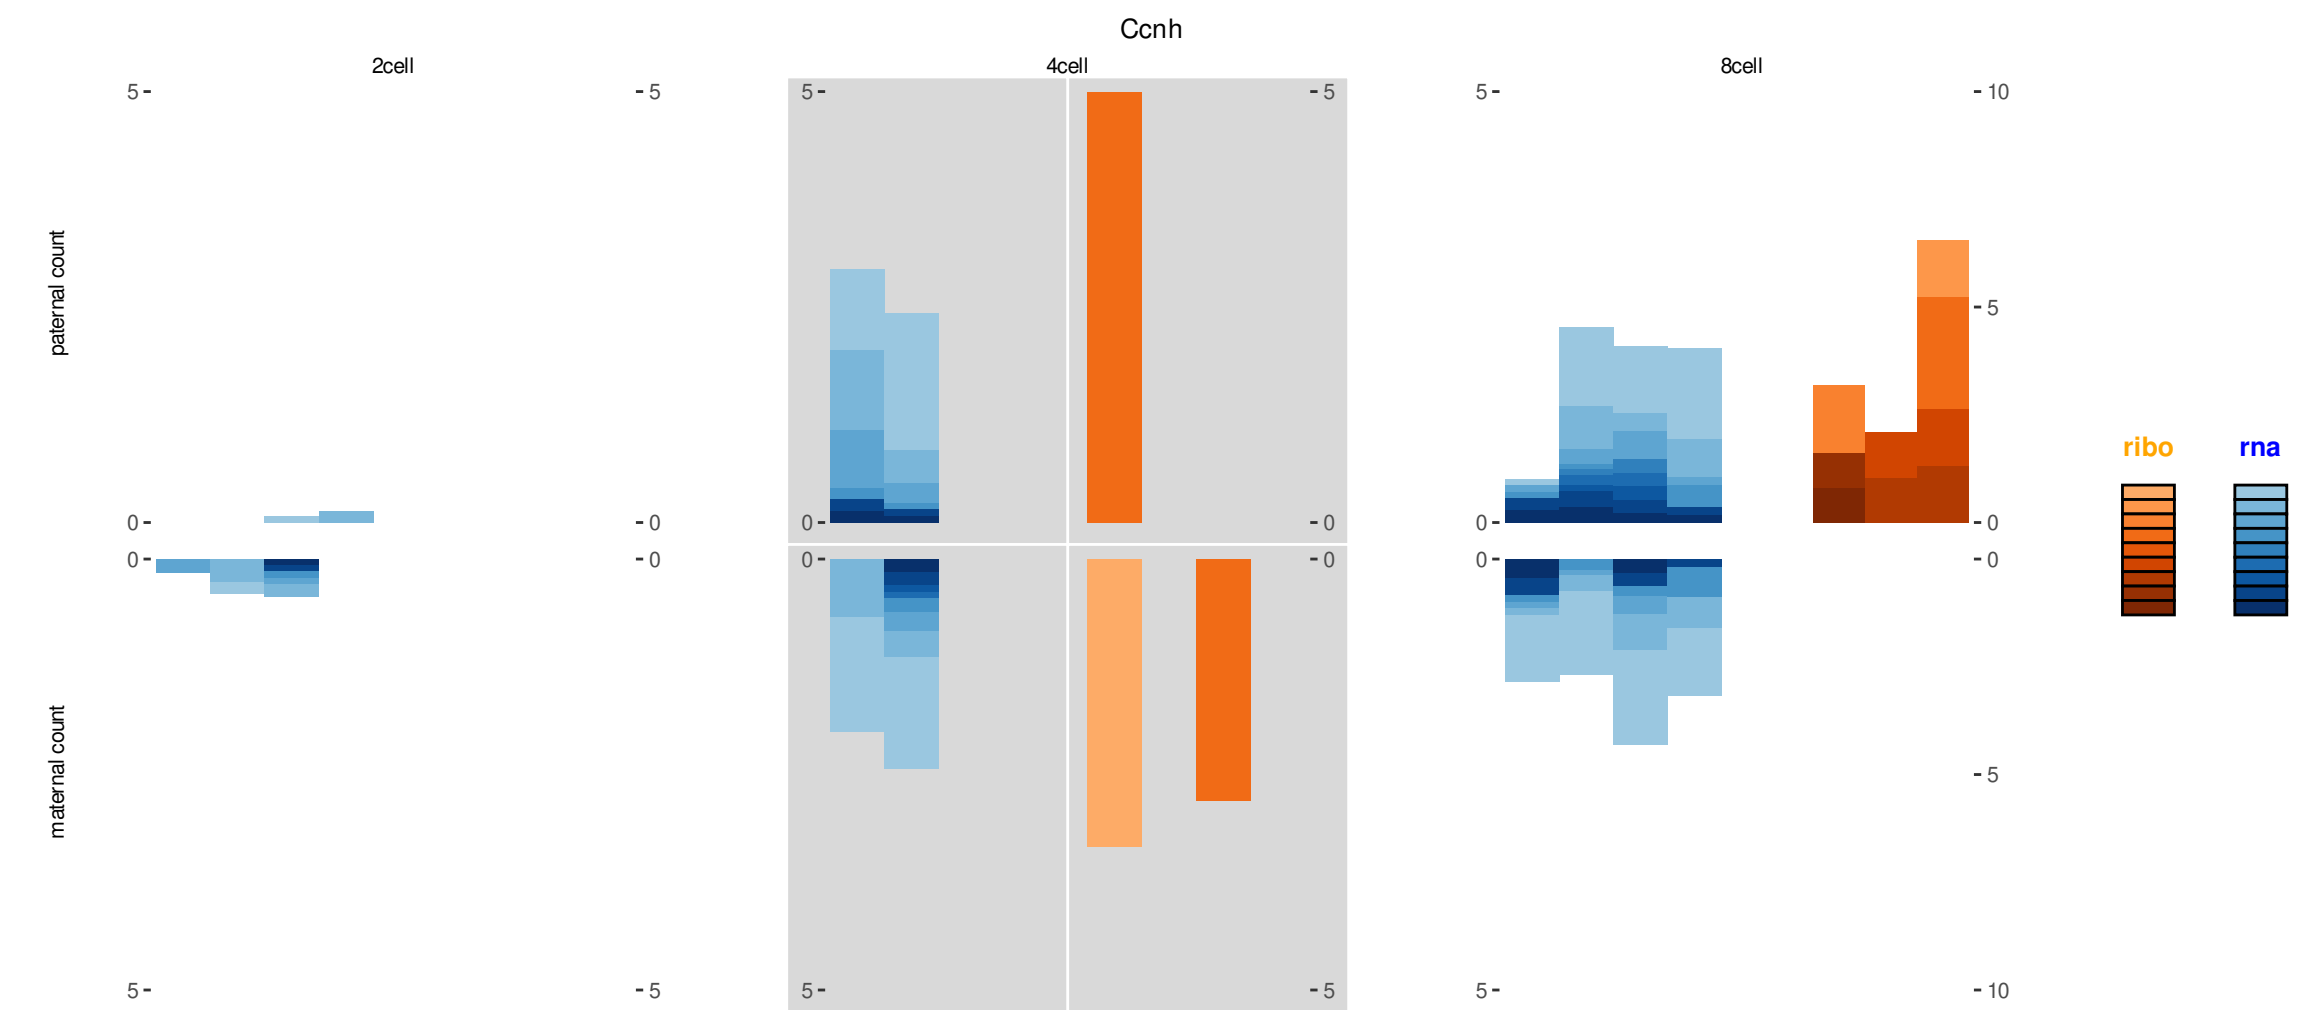 Ccnh
2cell 4cell 8cell
5 5 5 5 5 10
paternal count
5
ribo rna
0 0 0 0 0 0
0 0 0 0 0 0
maternal count
5
5 5 5 5 5 10